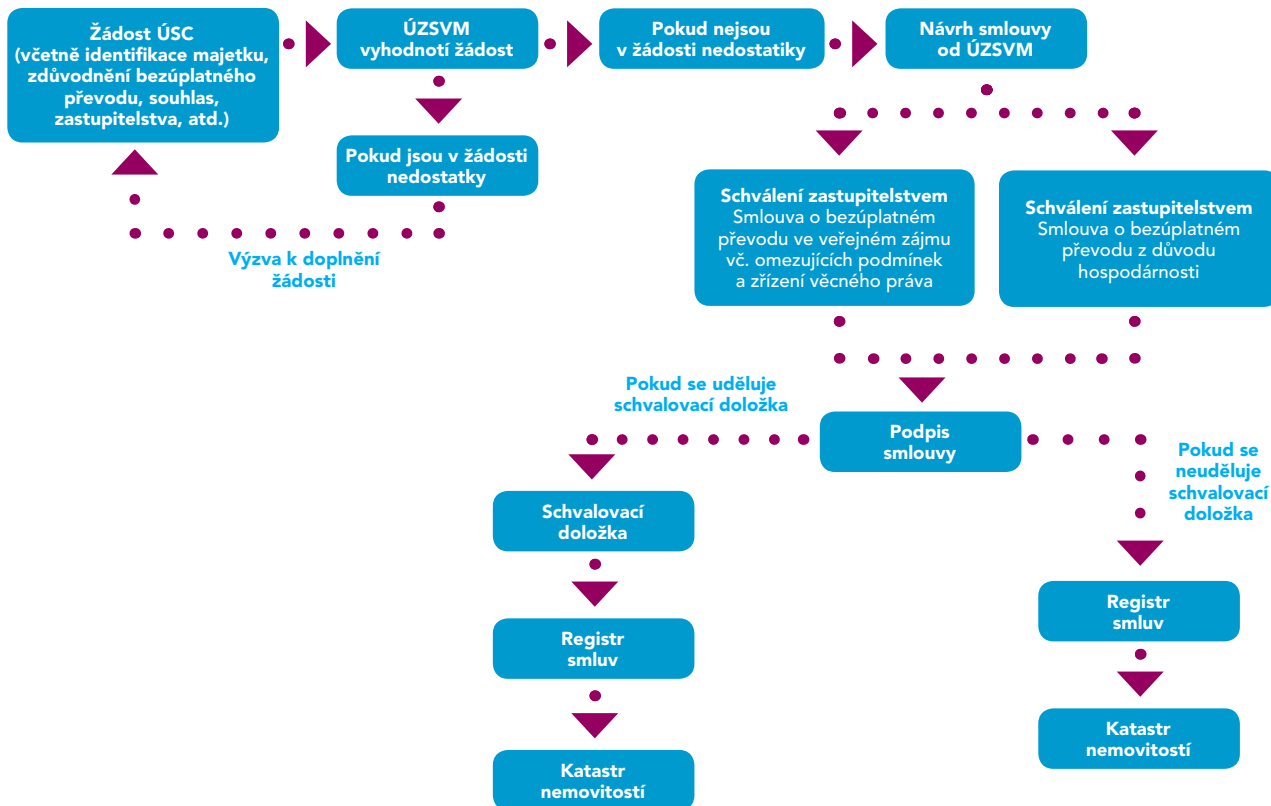 Žádost ÚSC
(včetně identifikace majetku,
zdůvodnění bezúplatného
převodu, souhlas,
zastupitelstva, atd.)
ÚZSVM
vyhodnotí žádost
Pokud nejsou
v žádosti nedostatiky
Návrh smlouvy
od ÚZSVM
Pokud jsou v žádosti
nedostatky
Výzva k doplnění
žádosti
Schválení zastupitelstvem
Smlouva o bezúplatném
převodu ve veřejném zájmu
vč. omezujících podmínek
a zřízení věcného práva
Schválení zastupitelstvem
Smlouva o bezúplatném
převodu z důvodu
hospodárnosti
Pokud se uděluje
schvalovací doložka
Podpis
smlouvy
Pokud se
neuděluje
schvalovací
doložka
Schvalovací
doložka
Registr
smluv
Katastr
nemovitostí
Registr
smluv
Katastr
nemovitostí